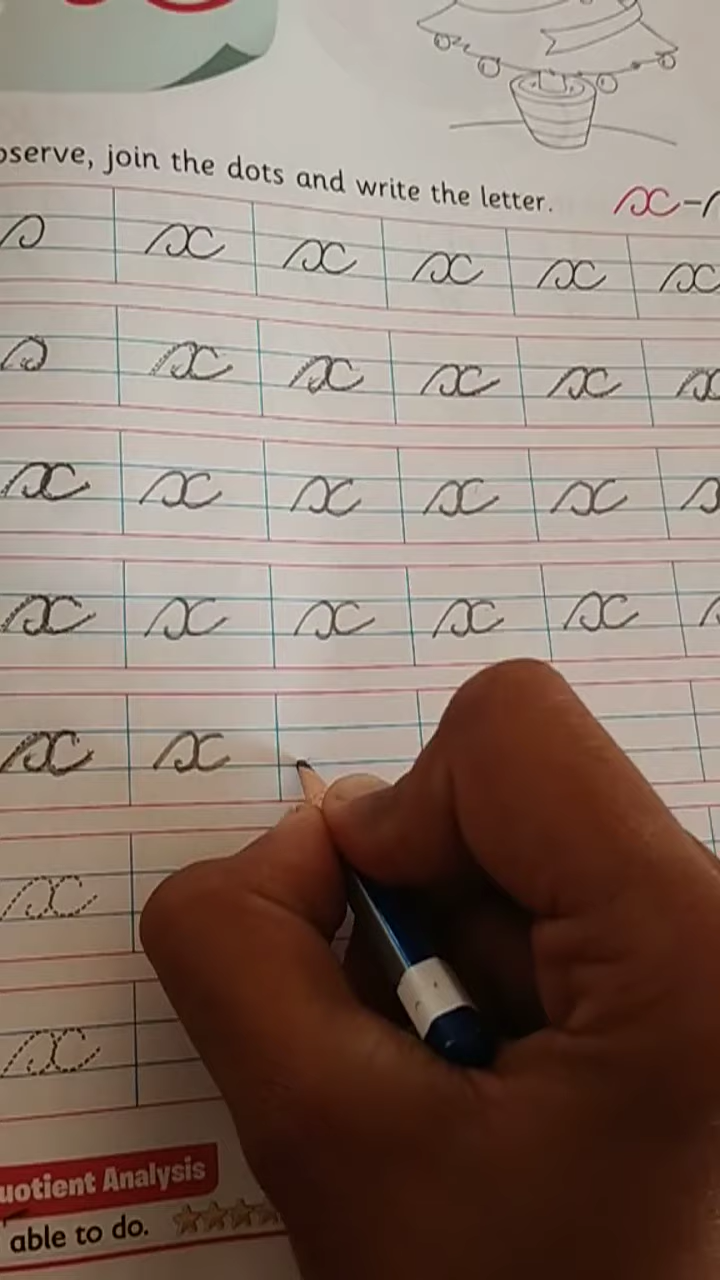 bserve, join the dots and write the letter. x-
x x x x x
x x x x x
x x x x x
x x x x x
x x
x
x
uotient Analysis
able to do.